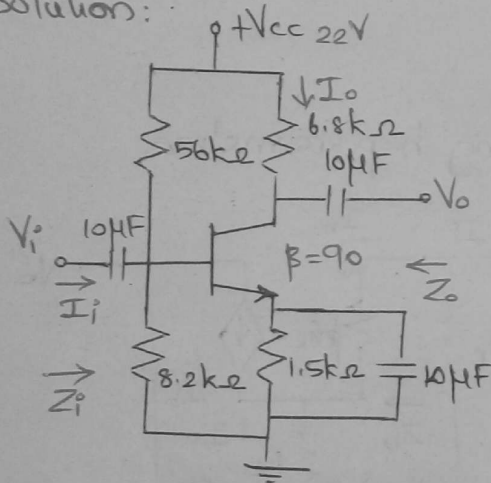 Solution:
+Vcc 22V
↓Io
6.8kΩ
56kΩ
10μF
Vo
Vi
10μF
β=90
←
Zo
→
Ii
→
Zi
8.2kΩ
1.5kΩ
10μF